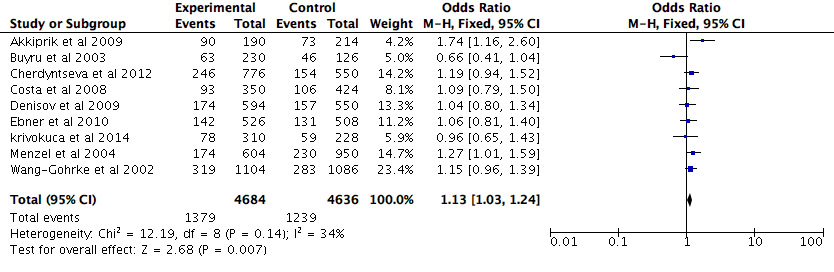 Experimental Control Odds Ratio Odds Ratio
Study or Subgroup Events Total Events Total Weight M-H, Fixed, 95% CI M-H, Fixed, 95% CI
Akkiprik et al 2009 90 190 73 214 4.2% 1.74 [1.16, 2.60]
Buyru et al 2003 63 230 46 126 5.0% 0.66 [0.41, 1.04]
Cherdyntseva et al 2012 246 776 154 550 14.2% 1.19 [0.94, 1.52]
Costa et al 2008 93 350 106 424 8.1% 1.09 [0.79, 1.50]
Denisov et al 2009 174 594 157 550 13.3% 1.04 [0.80, 1.34]
Ebner et al 2010 142 526 131 508 11.2% 1.06 [0.81, 1.40]
krivokuca et al 2014 78 310 59 228 5.9% 0.96 [0.65, 1.43]
Menzel et al 2004 174 604 230 950 14.7% 1.27 [1.01, 1.59]
Wang-Gohrke et al 2002 319 1104 283 1086 23.4% 1.15 [0.96, 1.39]
Total (95% CI) 4684 4636 100.0% 1.13 [1.03, 1.24]
Total events 1379 1239
Heterogeneity: Chi² = 12.19, df = 8 (P = 0.14); I² = 34%
Test for overall effect: Z = 2.68 (P = 0.007)
0.01 0.1 1 10 100